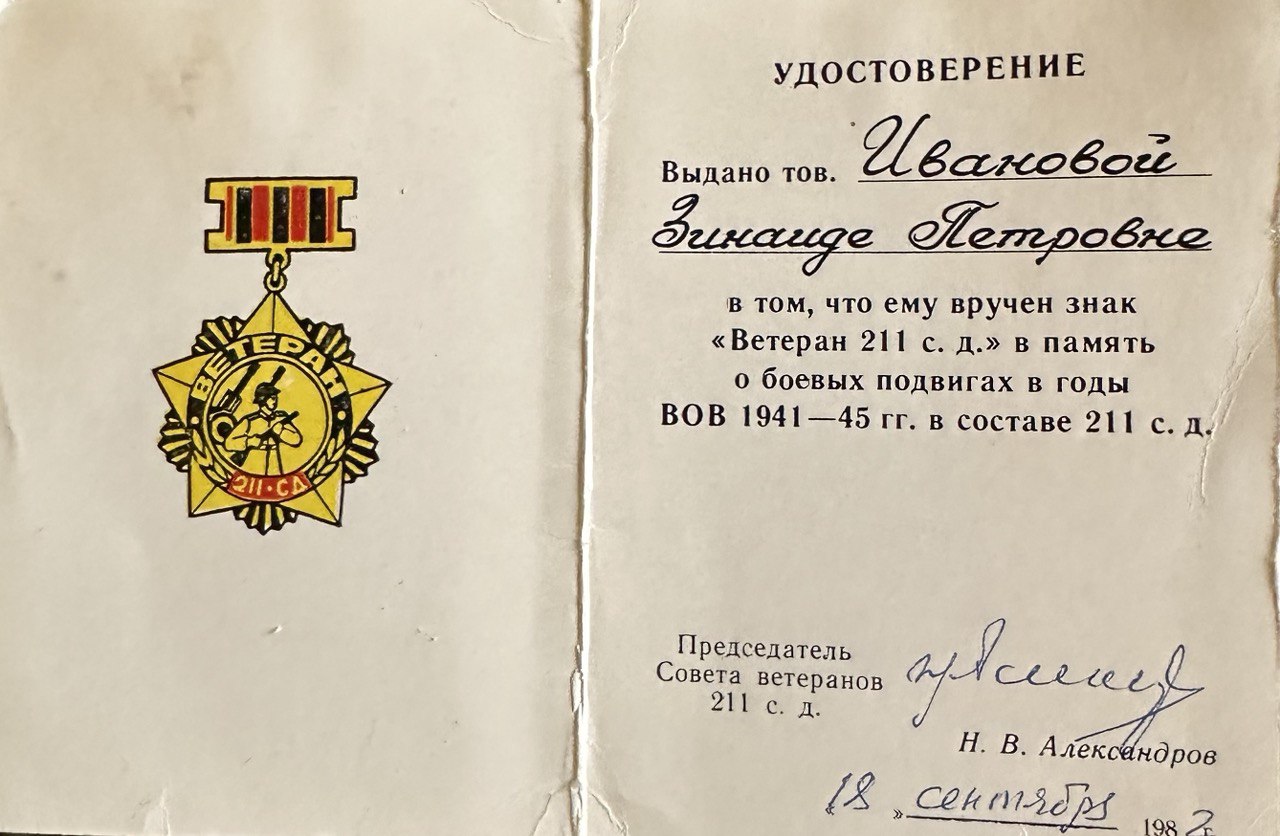 ВЕТЕРАН
211·СД
УДОСТОВЕРЕНИЕ
Выдано тов. Ивановой
Зинаиде Петровне
в том, что ему вручен знак
«Ветеран 211 с. д.» в память
о боевых подвигах в годы
ВОВ 1941—45 гг. в составе 211 с. д.
Председатель
Совета ветеранов
211 с. д.
Н. В. Александров
„18 „ сентября 1982 г.